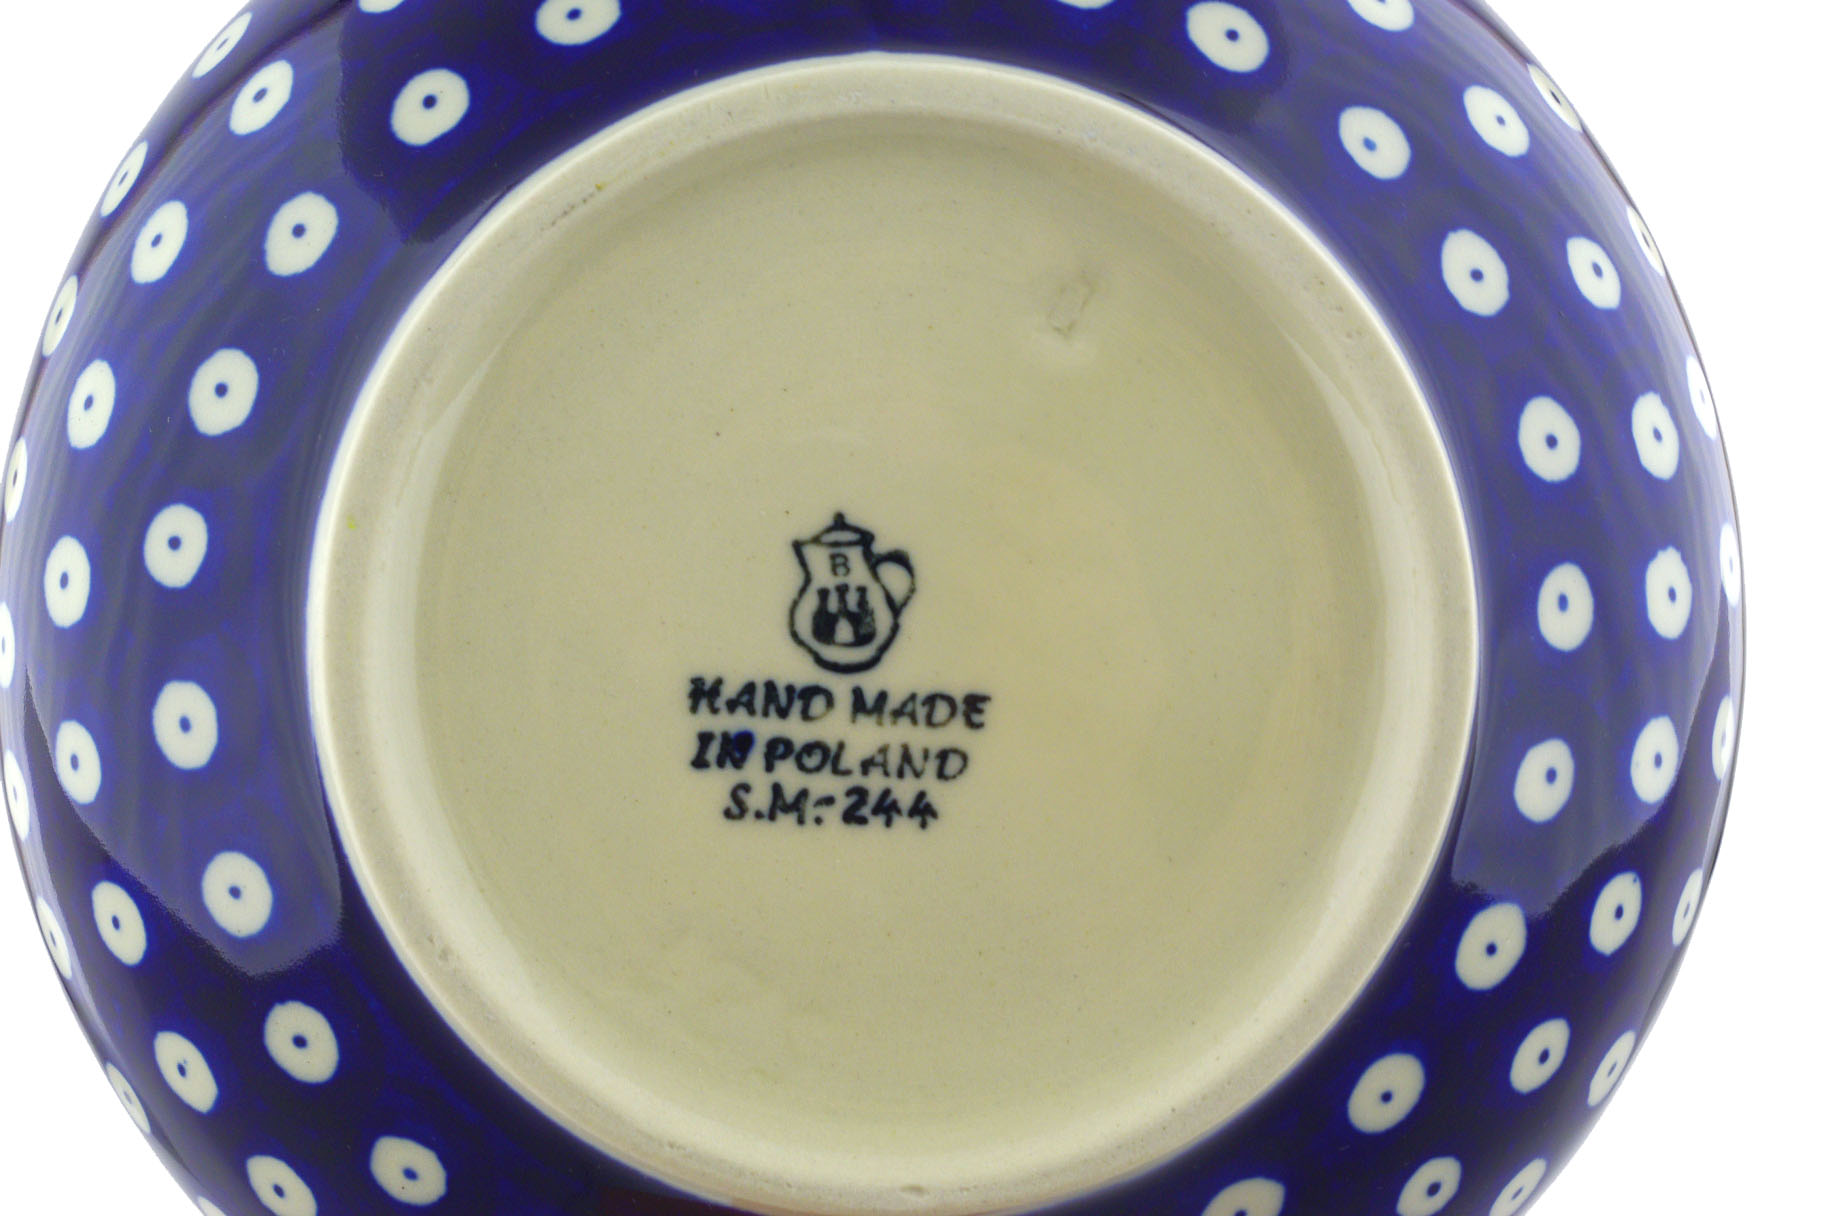 B
HAND MADE
IN POLAND
S.M.- 244